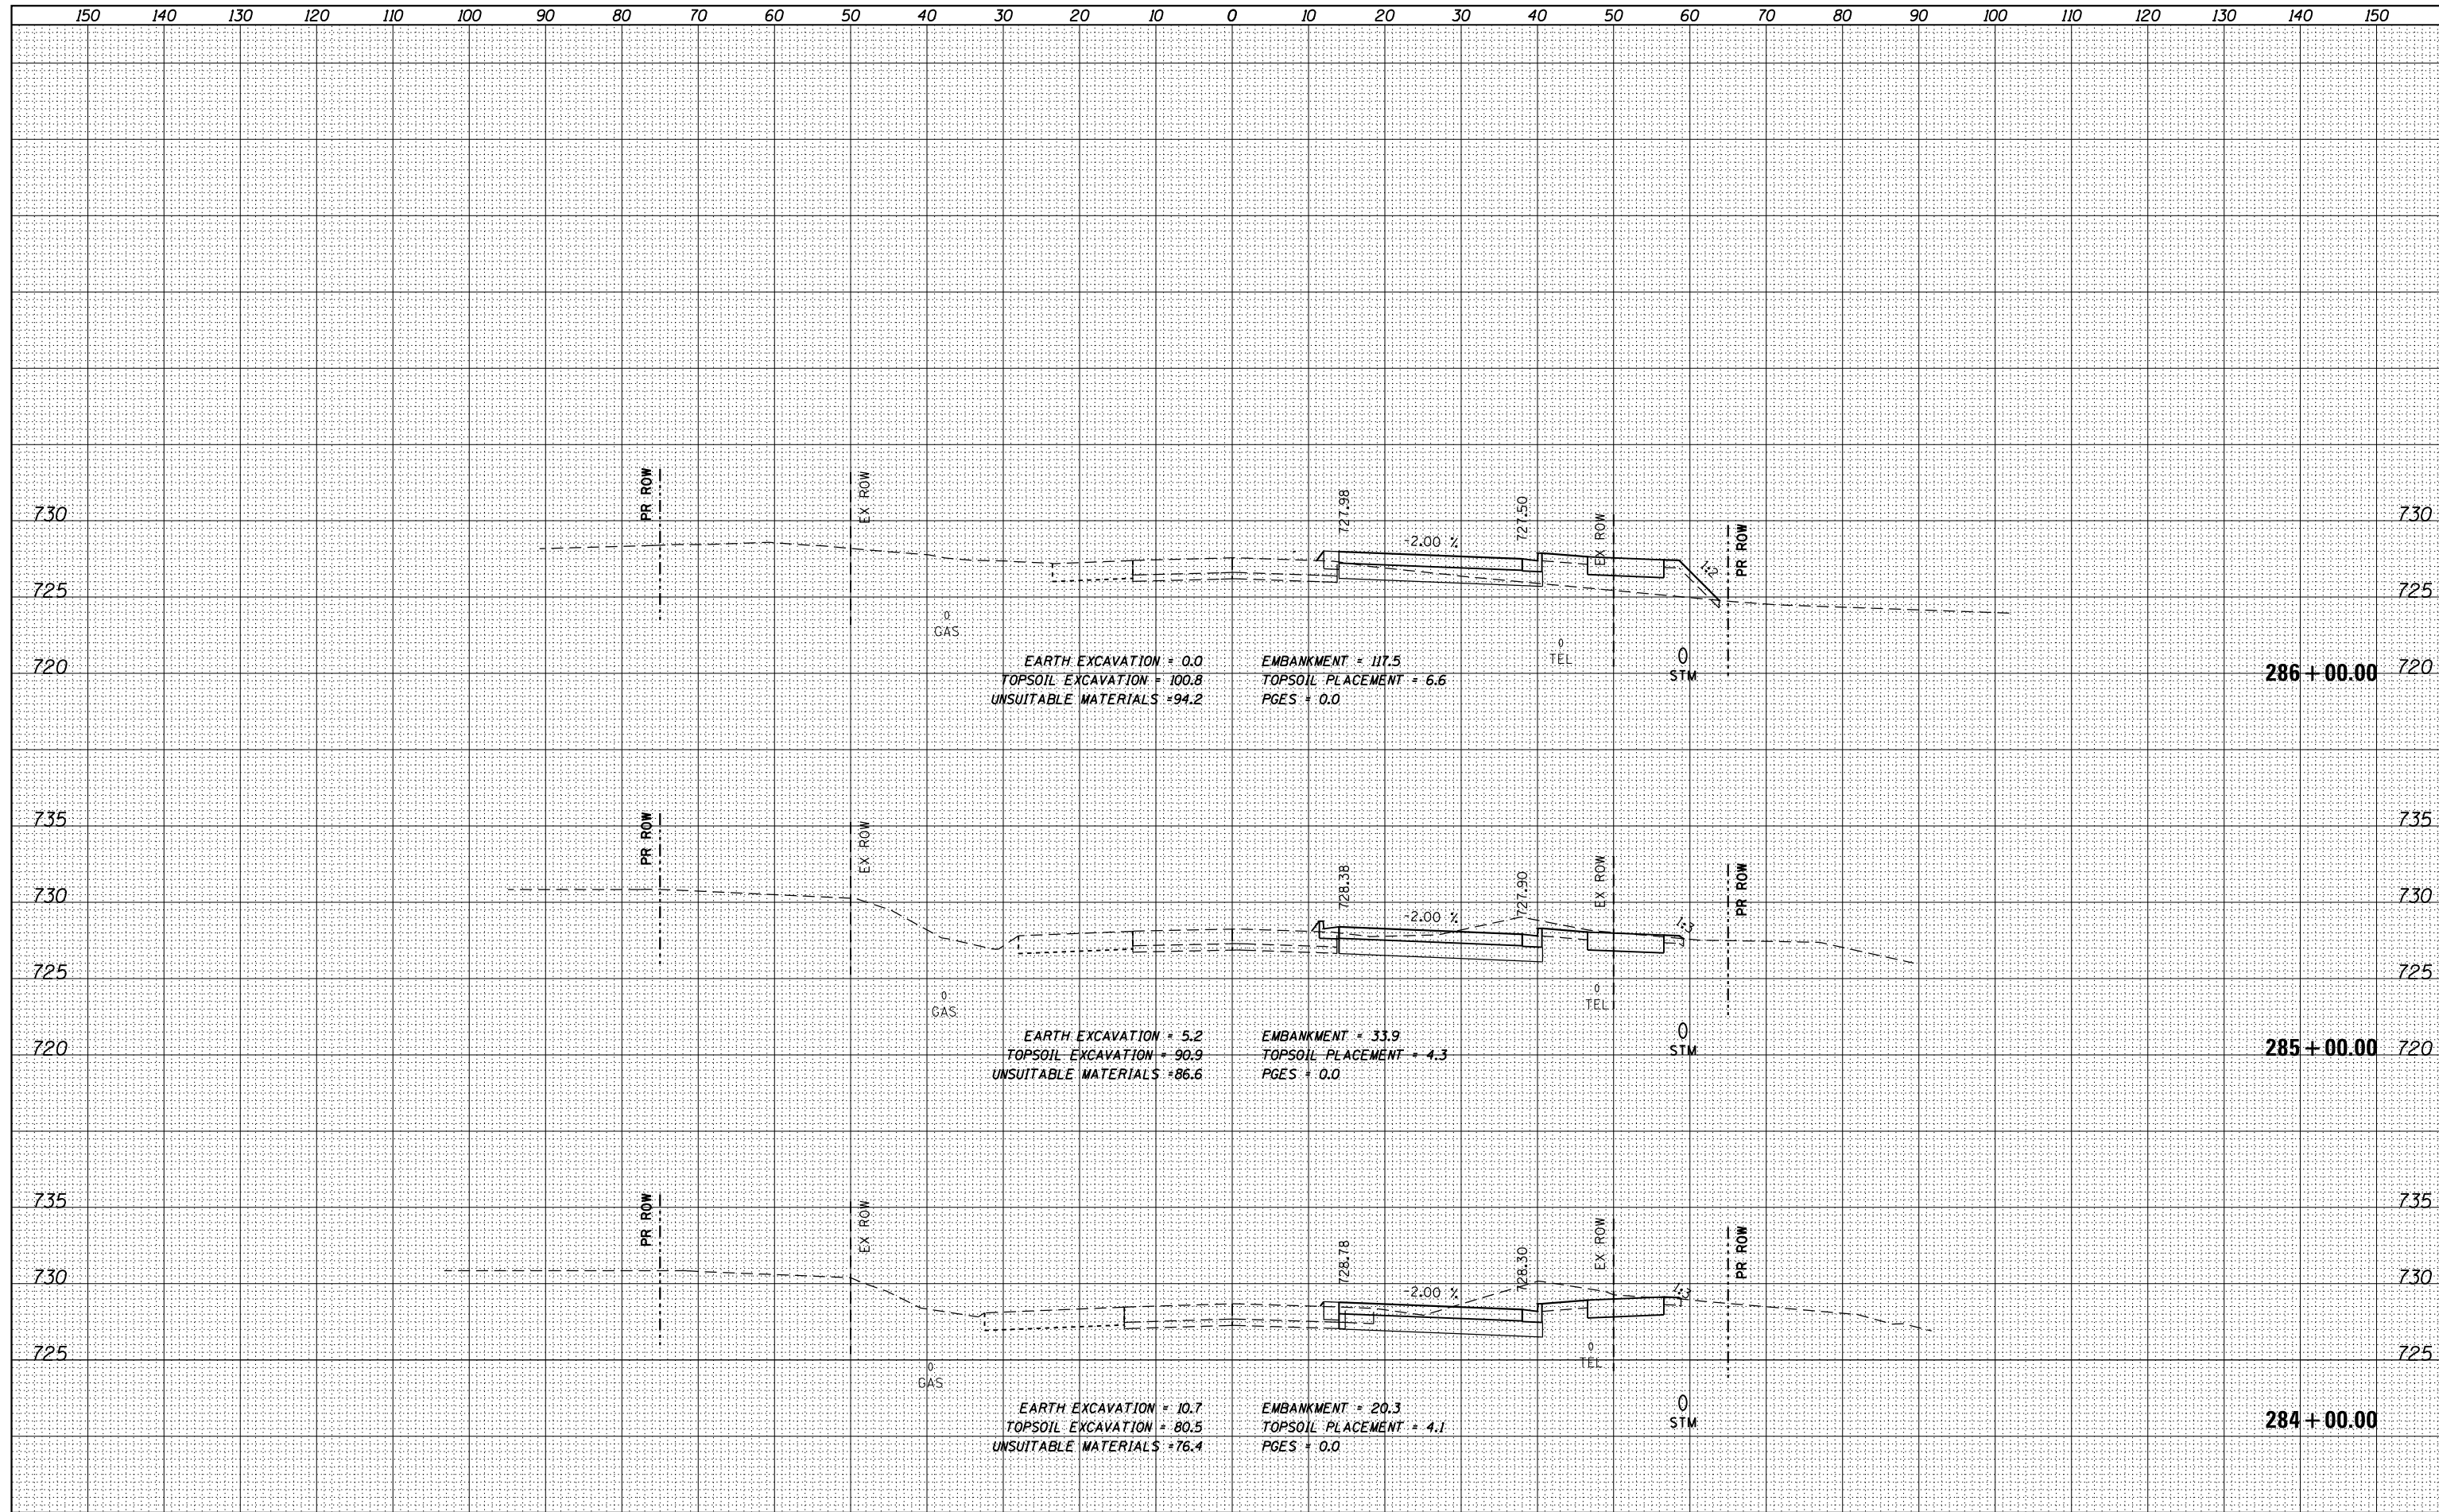 150 140 130 120 110 100 90 80 70 60 50 40 30 20 10 0 10 20 30 40 50 60 70 80 90 100 110 120 130 140 150
PR ROW
EX ROW
727.98
-2.00 %
727.50
EX ROW
1:2
PR ROW
730 730
725 725
GAS
TEL
STM
720 286+00.00 720
EARTH EXCAVATION = 0.0 EMBANKMENT = 117.5
TOPSOIL EXCAVATION = 100.8 TOPSOIL PLACEMENT = 6.6
UNSUITABLE MATERIALS =94.2 PGES = 0.0
735 735
PR ROW
EX ROW
728.38
-2.00 %
727.90
EX ROW
1:3
PR ROW
730 730
725 725
GAS
TEL
STM
720 285+00.00 720
EARTH EXCAVATION = 5.2 EMBANKMENT = 33.9
TOPSOIL EXCAVATION = 90.9 TOPSOIL PLACEMENT = 4.3
UNSUITABLE MATERIALS =86.6 PGES = 0.0
735 735
PR ROW
EX ROW
728.78
-2.00 %
728.30
EX ROW
1:3
PR ROW
730 730
725 725
GAS
TEL
STM
284+00.00
EARTH EXCAVATION = 10.7 EMBANKMENT = 20.3
TOPSOIL EXCAVATION = 80.5 TOPSOIL PLACEMENT = 4.1
UNSUITABLE MATERIALS =76.4 PGES = 0.0